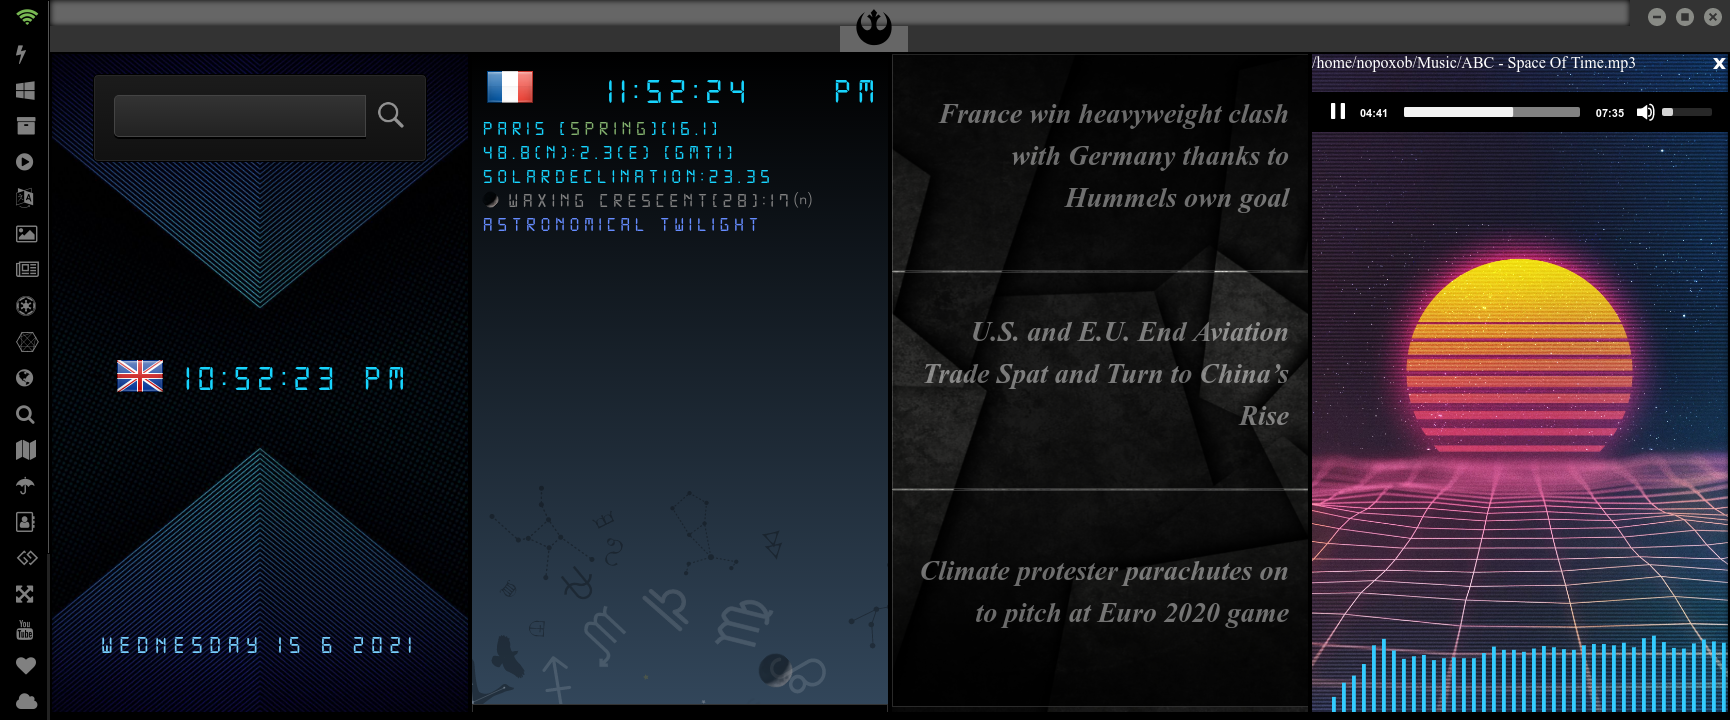 10:52:23 PM
WEDNESDAY 15 6 2021
11:52:24 PM
PARIS [SPRING][16.1]
48.8(N):2.3(E) [GMT1]
SOLARDECLINATION:23.35
WAXING CRESCENT[28]:17(n)
ASTRONOMICAL TWILIGHT
France win heavyweight clash
with Germany thanks to
Hummels own goal
U.S. and E.U. End Aviation
Trade Spat and Turn to China’s
Rise
Climate protester parachutes on
to pitch at Euro 2020 game
/home/nopoxob/Music/ABC - Space Of Time.mp3
x
04:41
07:35
You
Tube